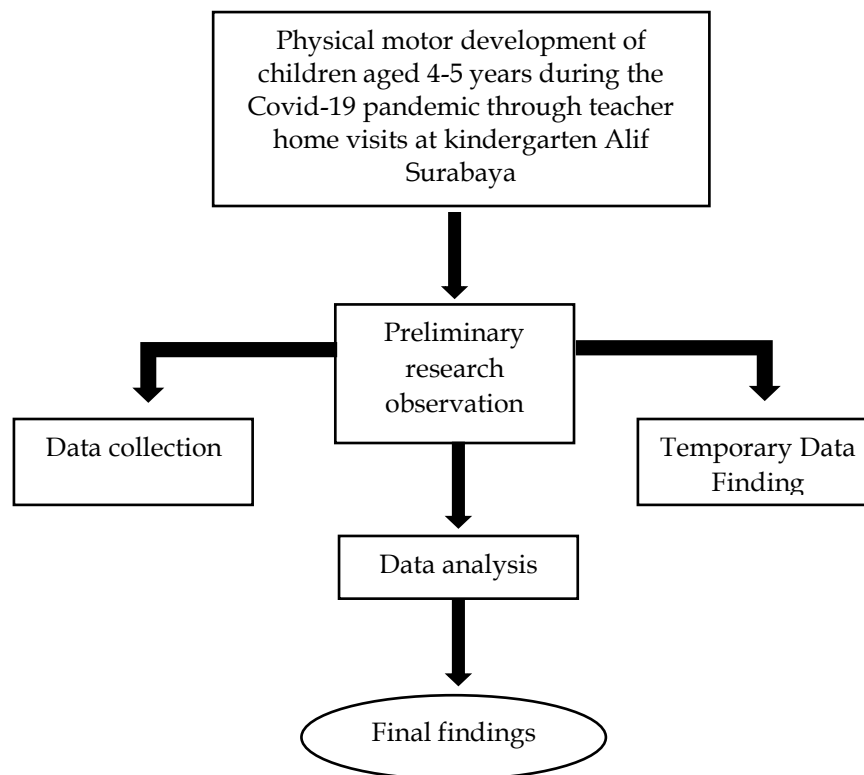 Physical motor development of
children aged 4-5 years during the
Covid-19 pandemic through teacher
home visits at kindergarten Alif
Surabaya
Preliminary
research
observation
Data collection
Temporary Data
Finding
Data analysis
Final findings